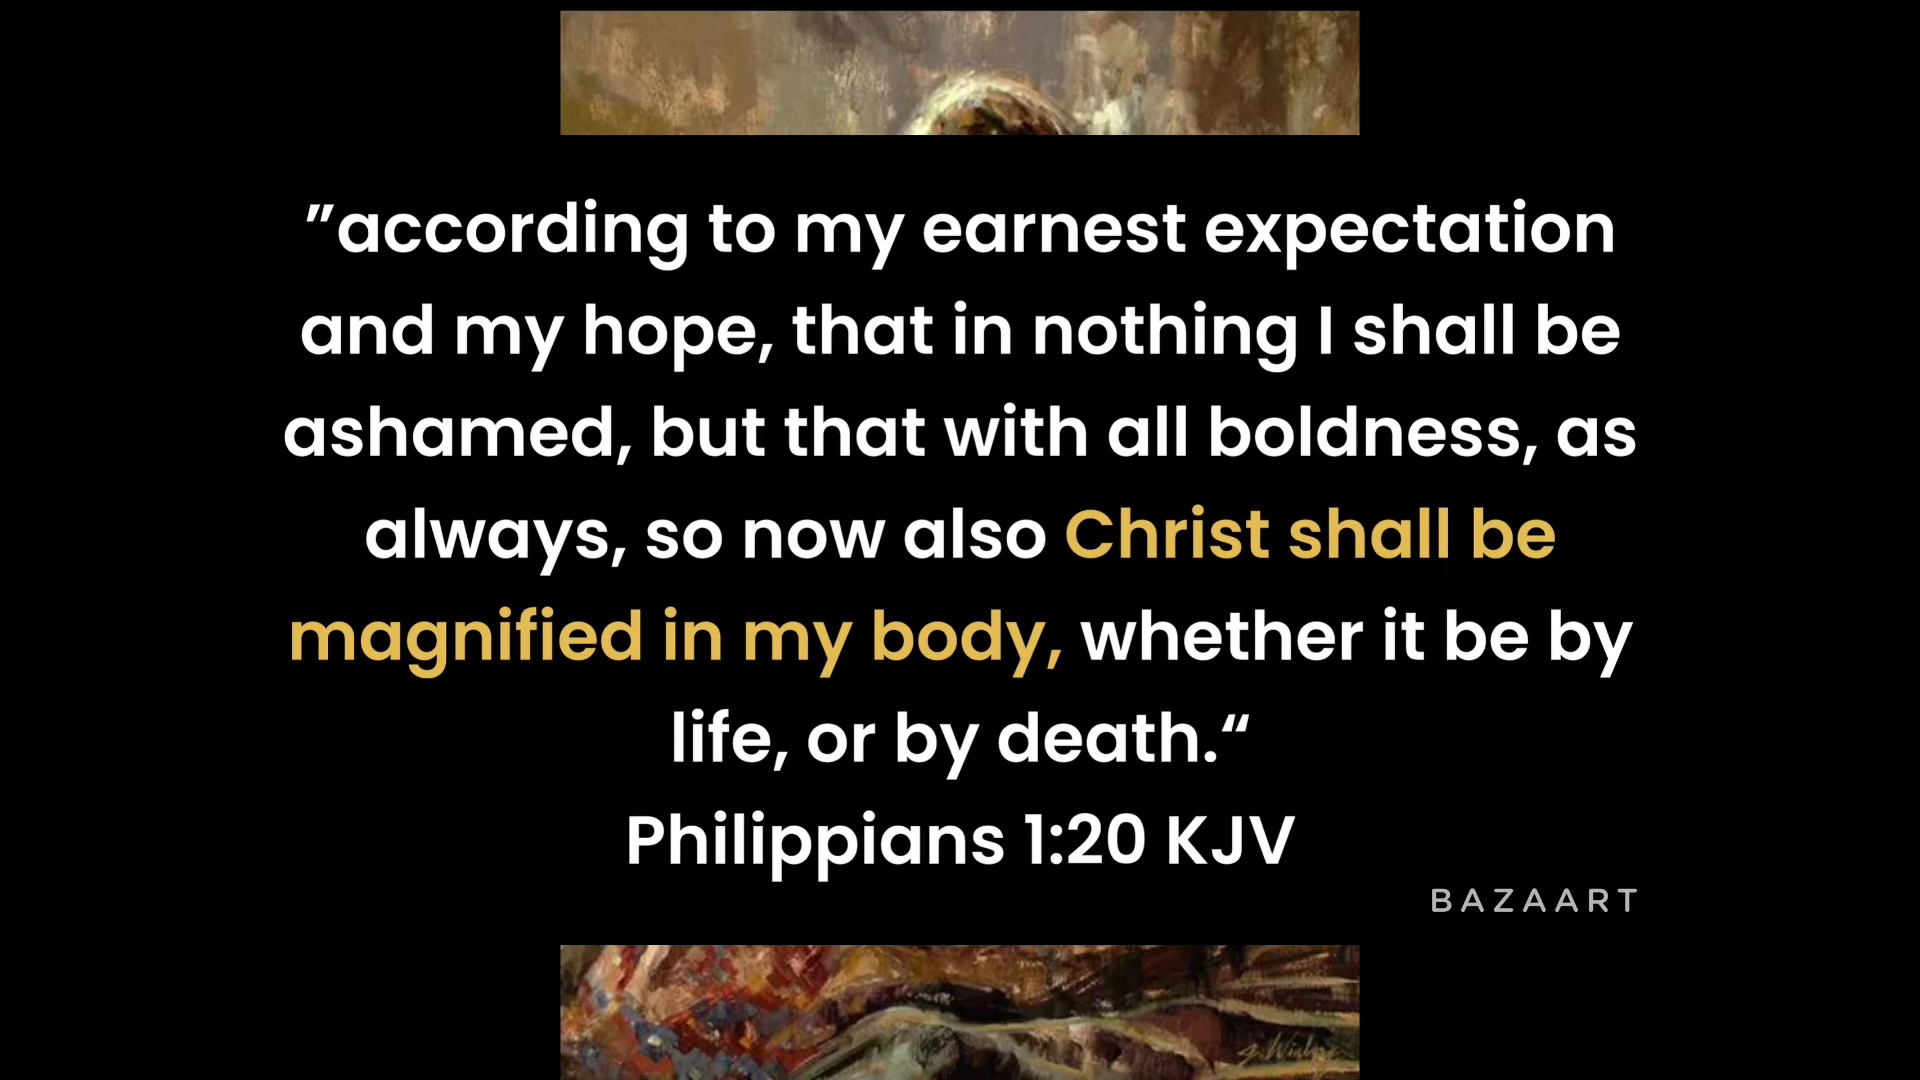 ”according to my earnest expectation
and my hope, that in nothing I shall be
ashamed, but that with all boldness, as
always, so now also Christ shall be
magnified in my body, whether it be by
life, or by death.“
Philippians 1:20 KJV
BAZAART